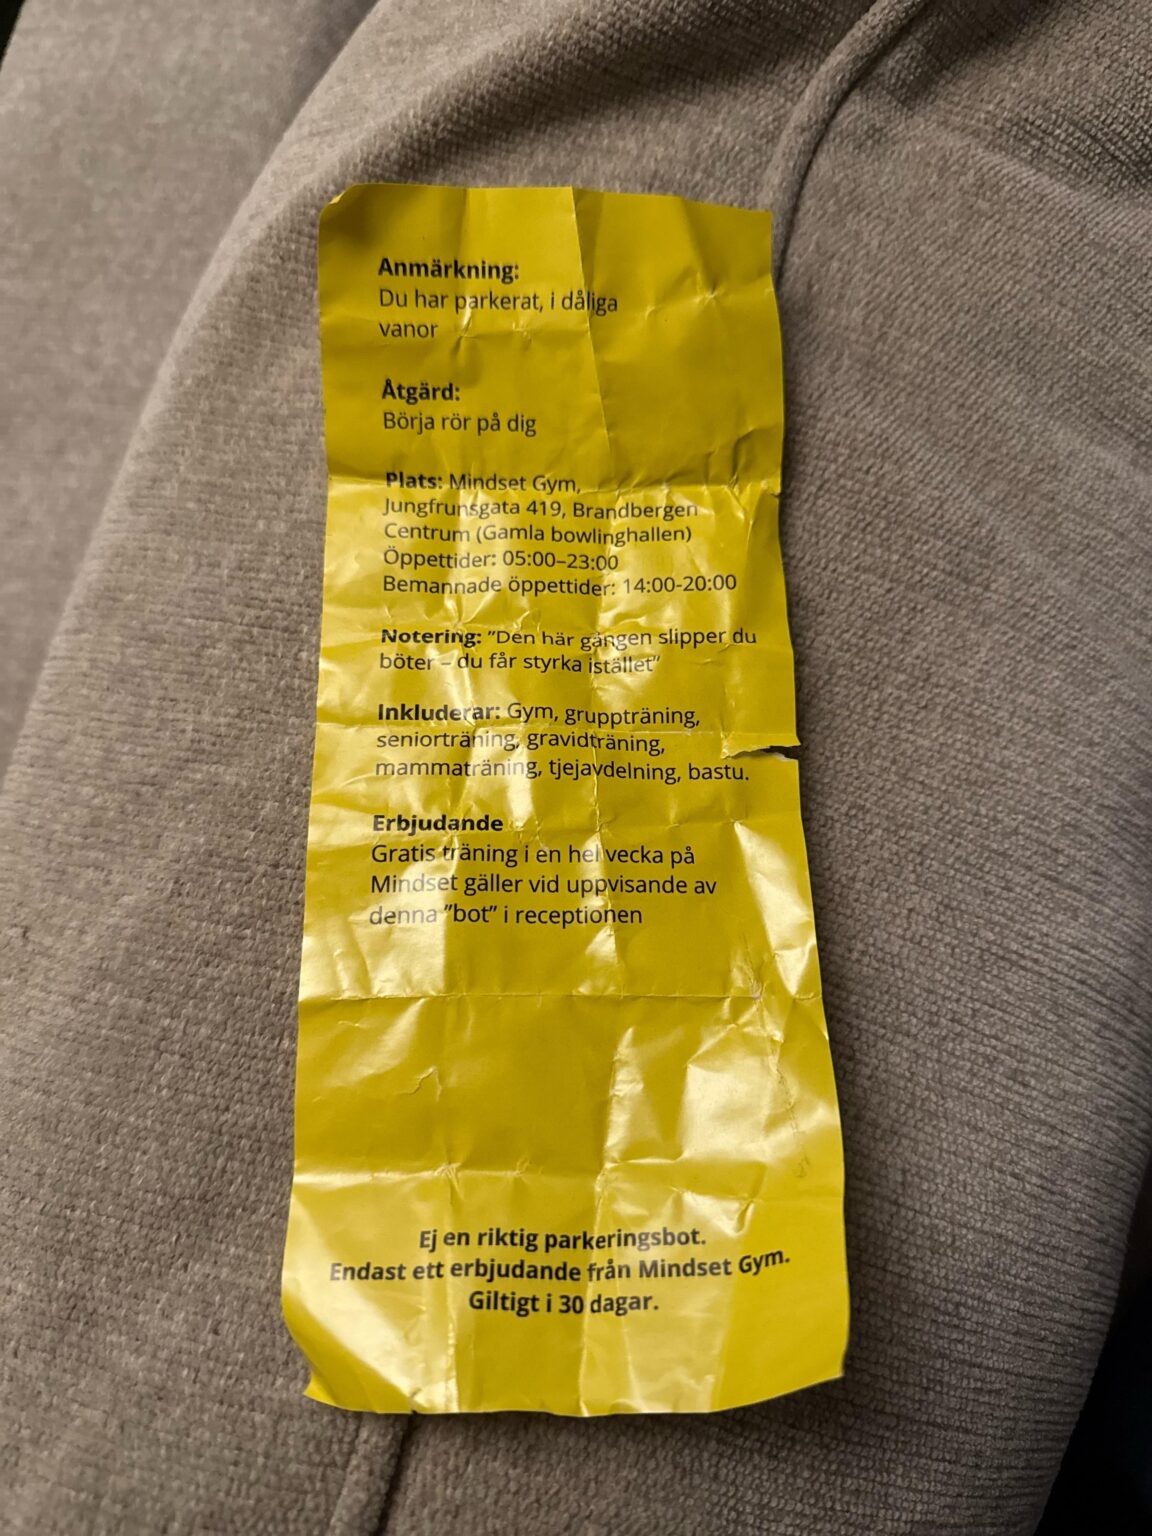 Anmärkning:
Du har parkerat, i dåliga
vanor
Åtgärd:
Börja rör på dig
Plats: Mindset Gym,
Jungfrunsgata 419, Brandbergen
Centrum (Gamla bowlinghallen)
Öppettider: 05:00–23:00
Bemannade öppettider: 14:00-20:00
Notering: ”Den här gången slipper du
böter – du får styrka istället”
Inkluderar: Gym, gruppträning,
seniorträning, gravidträning,
mammaträning, tjejavdelning, bastu.
Erbjudande
Gratis träning i en hel vecka på
Mindset gäller vid uppvisande av
denna ”bot” i receptionen
Ej en riktig parkeringsbot.
Endast ett erbjudande från Mindset Gym.
Giltigt i 30 dagar.